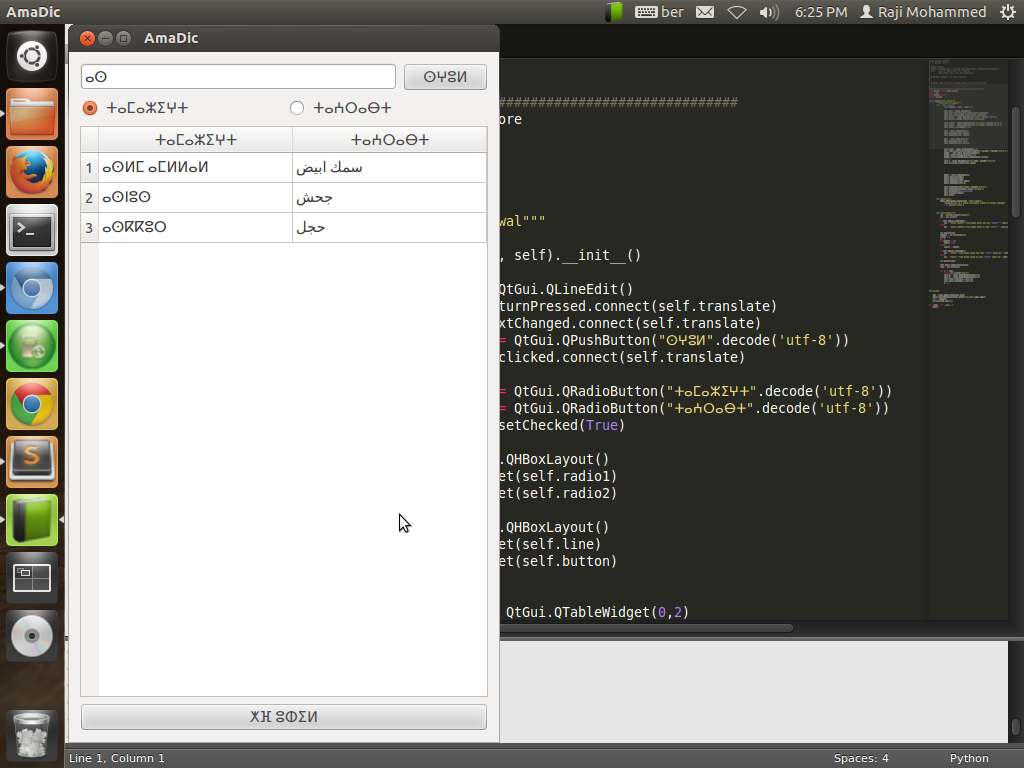 AmaDic
ber
6:25 PM
Raji Mohammed
AmaDic
ⴰⵙ
ⵙⵖⵓⵍ
ⵜⴰⵎⴰⵣⵉⵖⵜ
ⵜⴰⵄⵔⴰⴱⵜ
ⵜⴰⵎⴰⵣⵉⵖⵜ
ⵜⴰⵄⵔⴰⴱⵜ
1 ⴰⵙⵍⵎ ⴰⵎⵍⵍⴰⵍ سمك ابيض
2 ⴰⵙⵏⵓⵙ جحش
3 ⴰⵙⴽⴽⵓⵔ حجل
ⵅⴼ ⵓⵀⵉⵍ
##############################
ore
wal"""
, self).__init__()
QtGui.QLineEdit()
turnPressed.connect(self.translate)
xtChanged.connect(self.translate)
= QtGui.QPushButton("ⵙⵖⵓⵍ".decode('utf-8'))
clicked.connect(self.translate)
= QtGui.QRadioButton("ⵜⴰⵎⴰⵣⵉⵖⵜ".decode('utf-8'))
= QtGui.QRadioButton("ⵜⴰⵄⵔⴰⴱⵜ".decode('utf-8'))
setChecked(True)
.QHBoxLayout()
et(self.radio1)
et(self.radio2)
.QHBoxLayout()
et(self.line)
et(self.button)
QtGui.QTableWidget(0,2)
Line 1, Column 1
Spaces: 4
Python